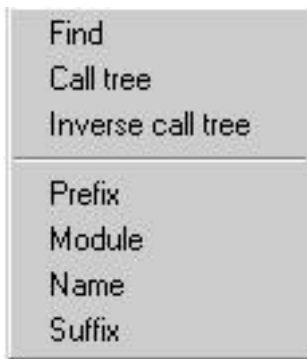 Find
Call tree
Inverse call tree
Prefix
Module
Name
Suffix